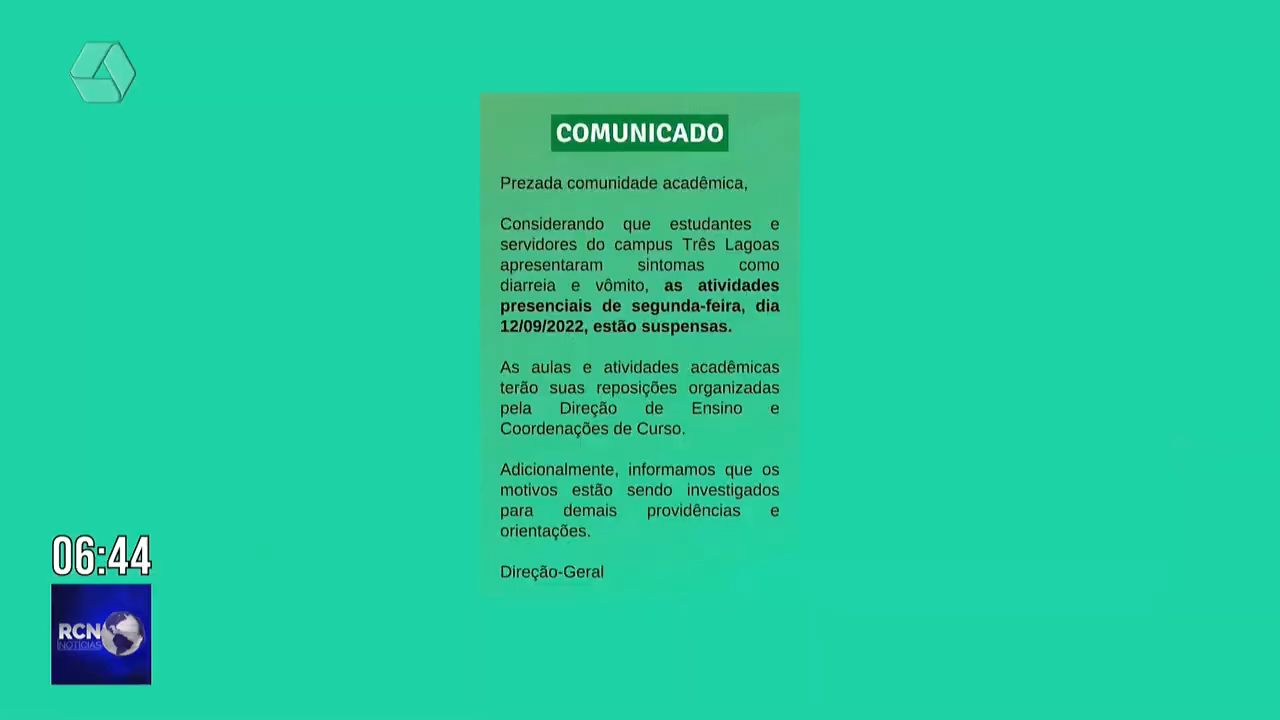 COMUNICADO
Prezada comunidade acadêmica,
Considerando que estudantes e
servidores do campus Três Lagoas
apresentaram sintomas como
diarreia e vômito, as atividades
presenciais de segunda-feira, dia
12/09/2022, estão suspensas.
As aulas e atividades acadêmicas
terão suas reposições organizadas
pela Direção de Ensino e
Coordenações de Curso.
Adicionalmente, informamos que os
motivos estão sendo investigados
para demais providências e
orientações.
Direção-Geral
06:44
RCN
NOTÍCIAS